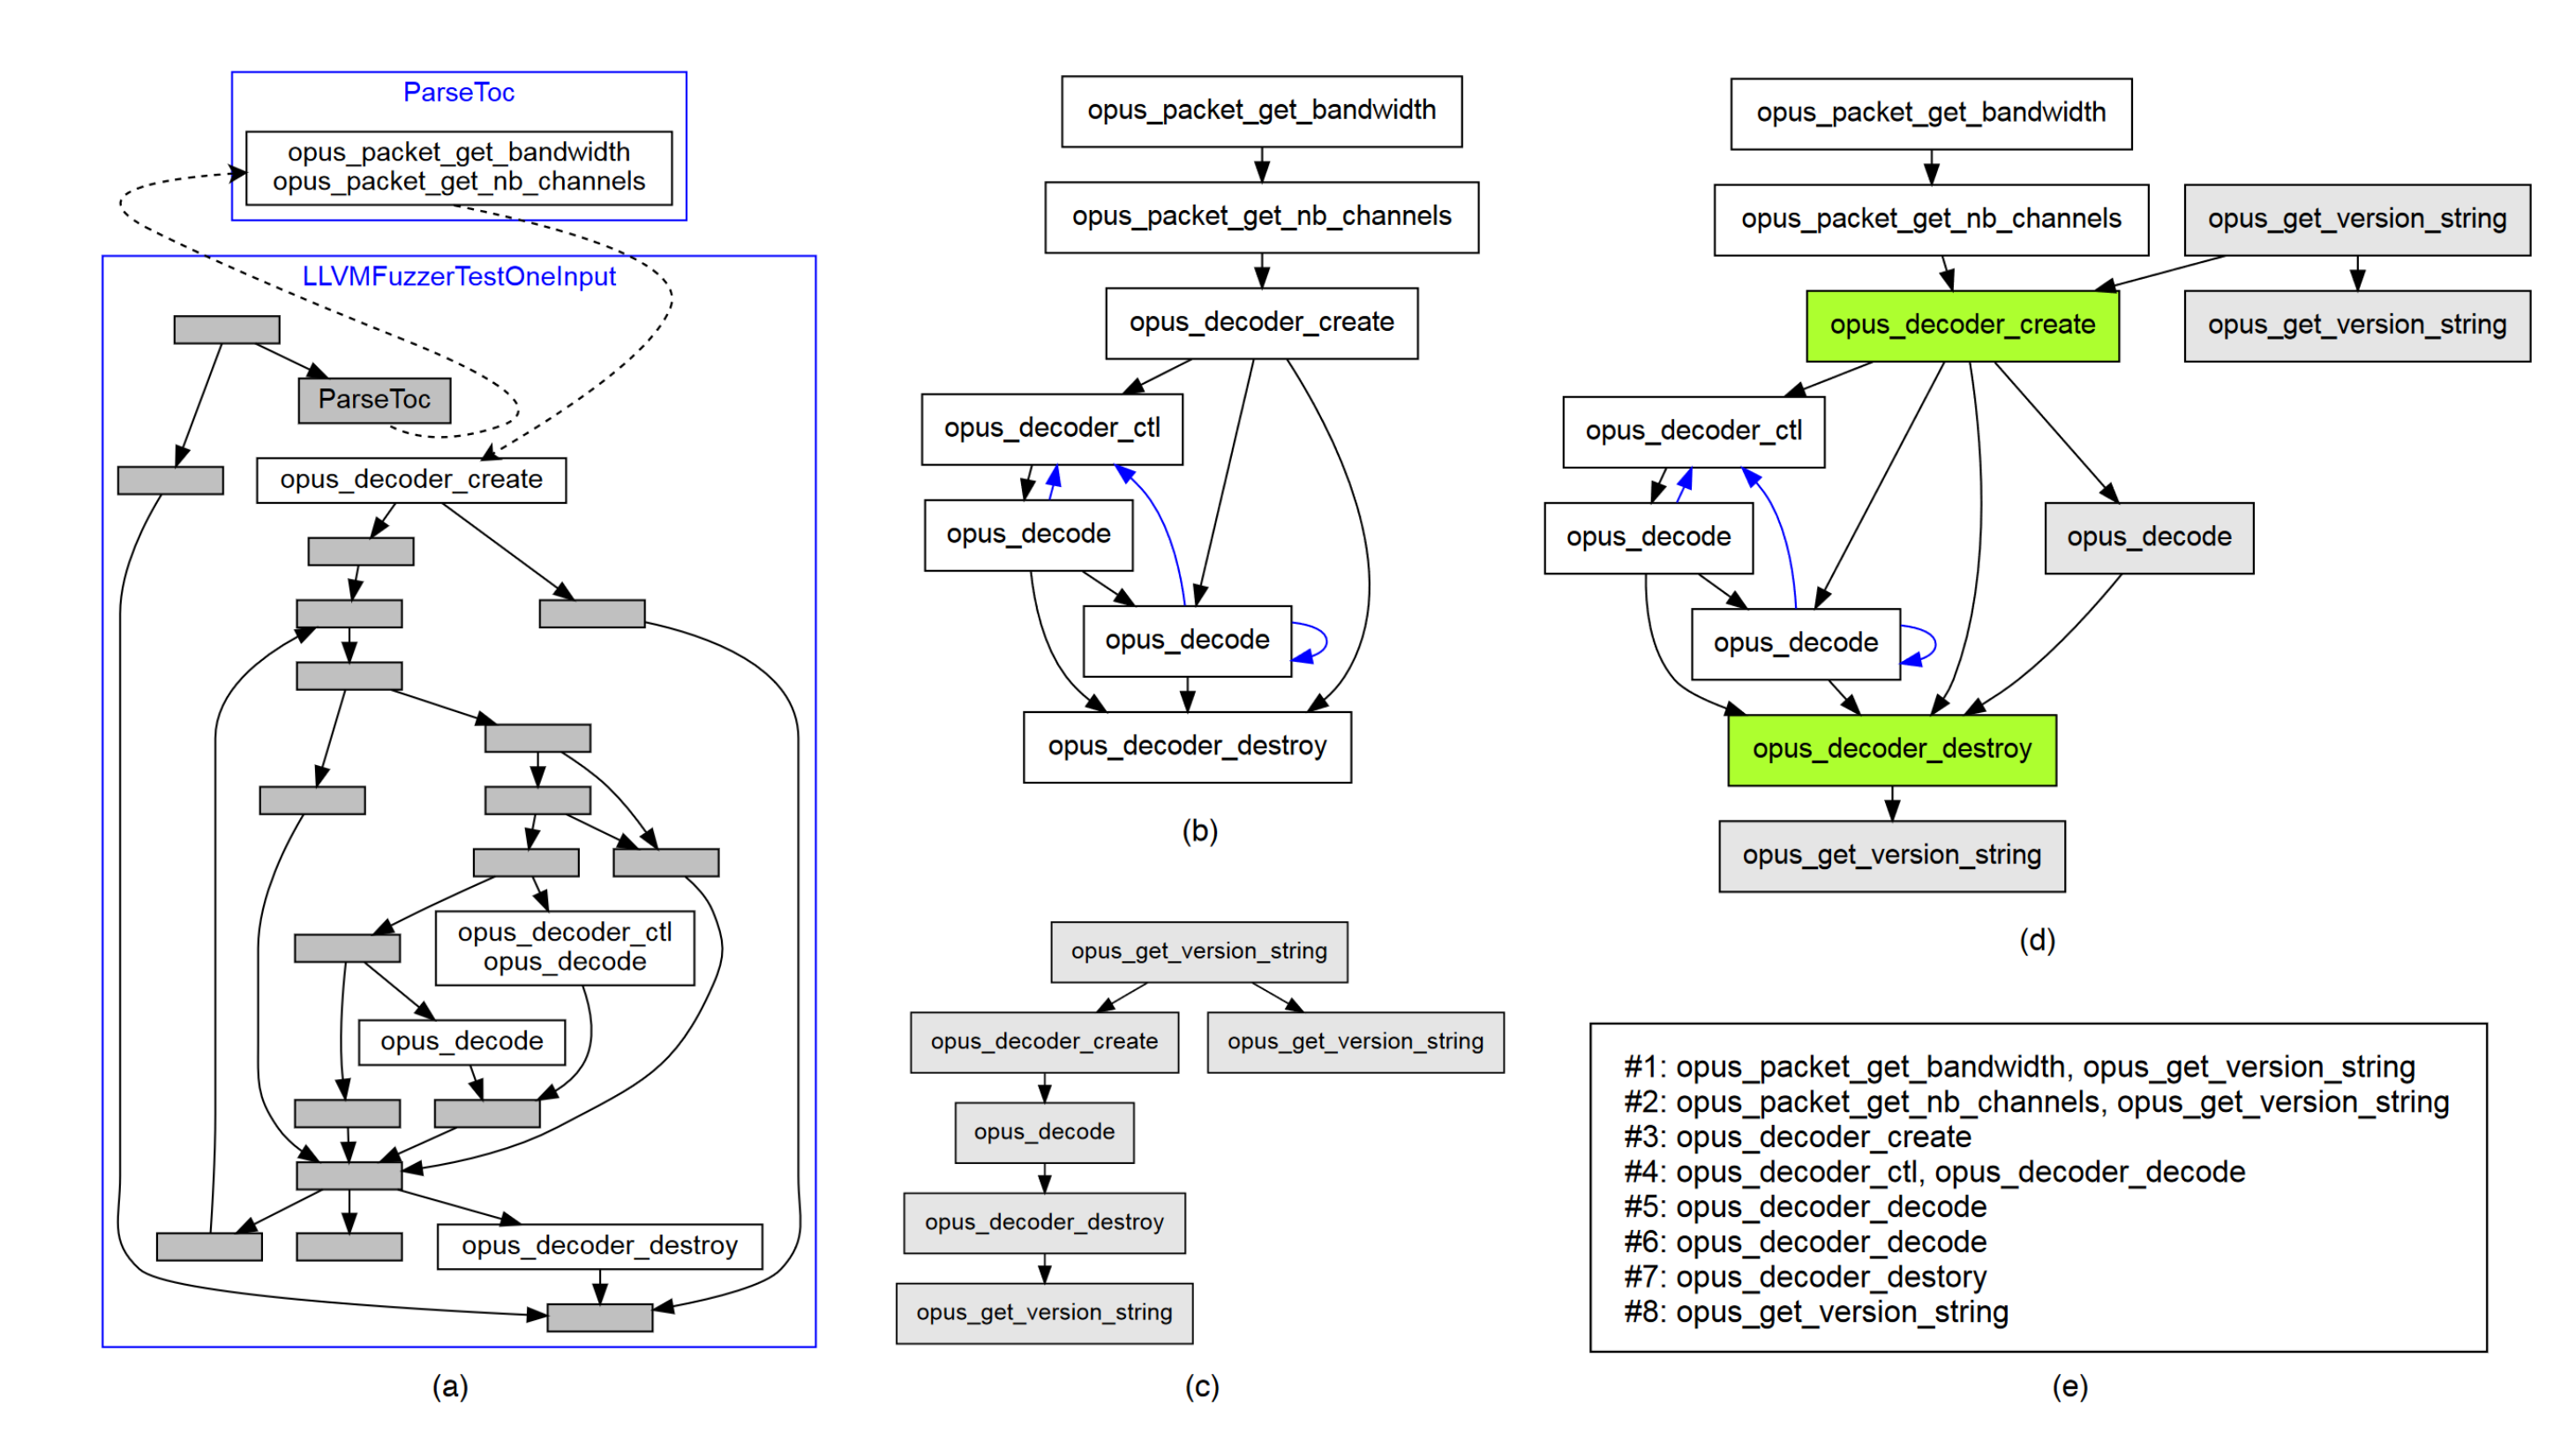 ParseToc
opus_packet_get_bandwidth
opus_packet_get_nb_channels
LLVMFuzzerTestOneInput
ParseToc
opus_decoder_create
opus_decoder_ctl
opus_decode
opus_decode
opus_decoder_destroy
(a)
opus_packet_get_bandwidth
opus_packet_get_nb_channels
opus_decoder_create
opus_decoder_ctl
opus_decode
opus_decode
opus_decoder_destroy
(b)
opus_get_version_string
opus_decoder_create
opus_get_version_string
opus_decode
opus_decoder_destroy
opus_get_version_string
(c)
opus_packet_get_bandwidth
opus_packet_get_nb_channels
opus_get_version_string
opus_decoder_create
opus_get_version_string
opus_decoder_ctl
opus_decode
opus_decode
opus_decode
opus_decoder_destroy
opus_get_version_string
(d)
#1: opus_packet_get_bandwidth, opus_get_version_string
#2: opus_packet_get_nb_channels, opus_get_version_string
#3: opus_decoder_create
#4: opus_decoder_ctl, opus_decoder_decode
#5: opus_decoder_decode
#6: opus_decoder_decode
#7: opus_decoder_destory
#8: opus_get_version_string
(e)